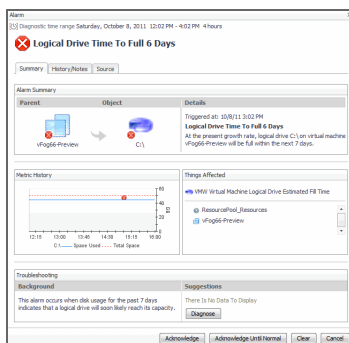 Alarm
Diagnostic time range Saturday, October 8, 2011 12:02 PM - 4:02 PM 4 hours
Logical Drive Time To Full 6 Days
Summary History/Notes Source
Alarm Summary
Parent Object Details
Triggered at: 10/8/11 3:02 PM
Logical Drive Time To Full 6 Days
At the present growth rate, logical drive C:\ on virtual machine
vFog66-Preview will be full within the next 7 days.
vFog66-Preview C:\
Metric History
Things Affected
VMW Virtual Machine Logical Drive Estimated Fill Time
ResourcePool_Resources
vFog66-Preview
60
40
20
0
GB
12:15 13:00 13:45 14:30 15:15 16:00
C:\ Space Used Total Space
Troubleshooting
Background Suggestions
This alarm occurs when disk usage for the past 7 days
indicates that a logical drive will soon likely reach its capacity.
There Is No Data To Display
Diagnose
Acknowledge Acknowledge Until Normal Clear Cancel